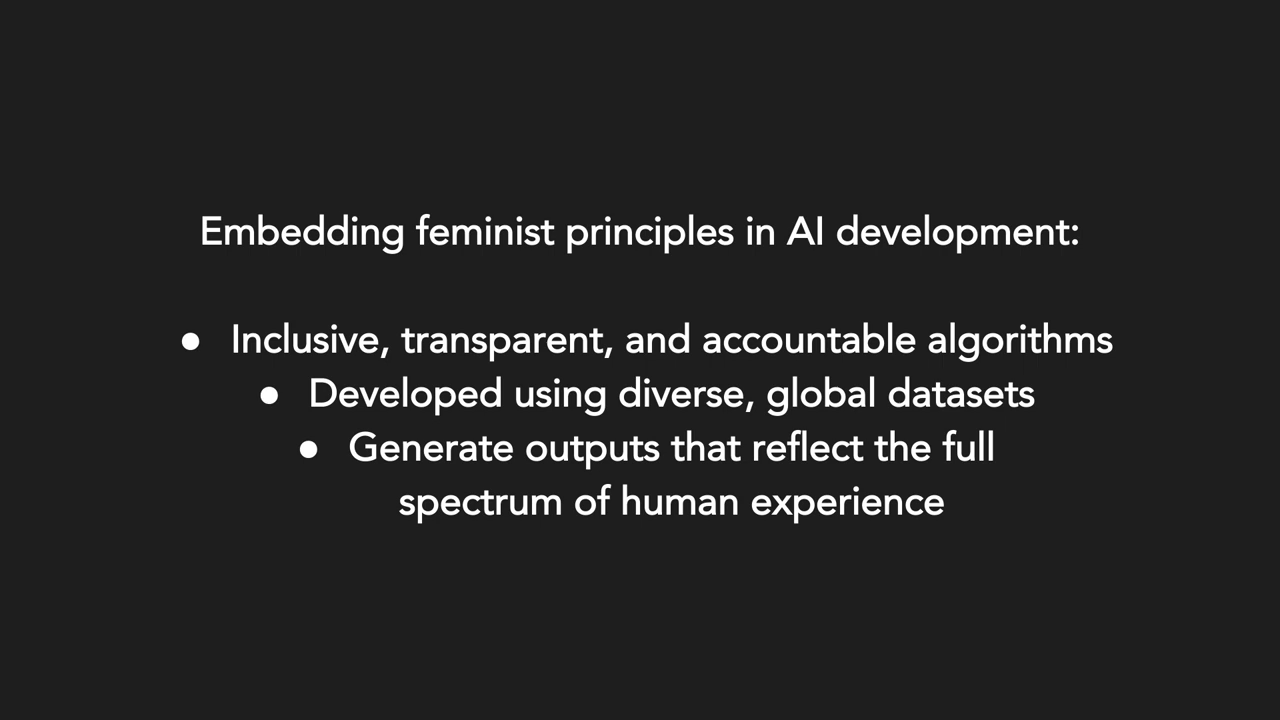 Embedding feminist principles in AI development:
● Inclusive, transparent, and accountable algorithms
● Developed using diverse, global datasets
● Generate outputs that reflect the full
spectrum of human experience